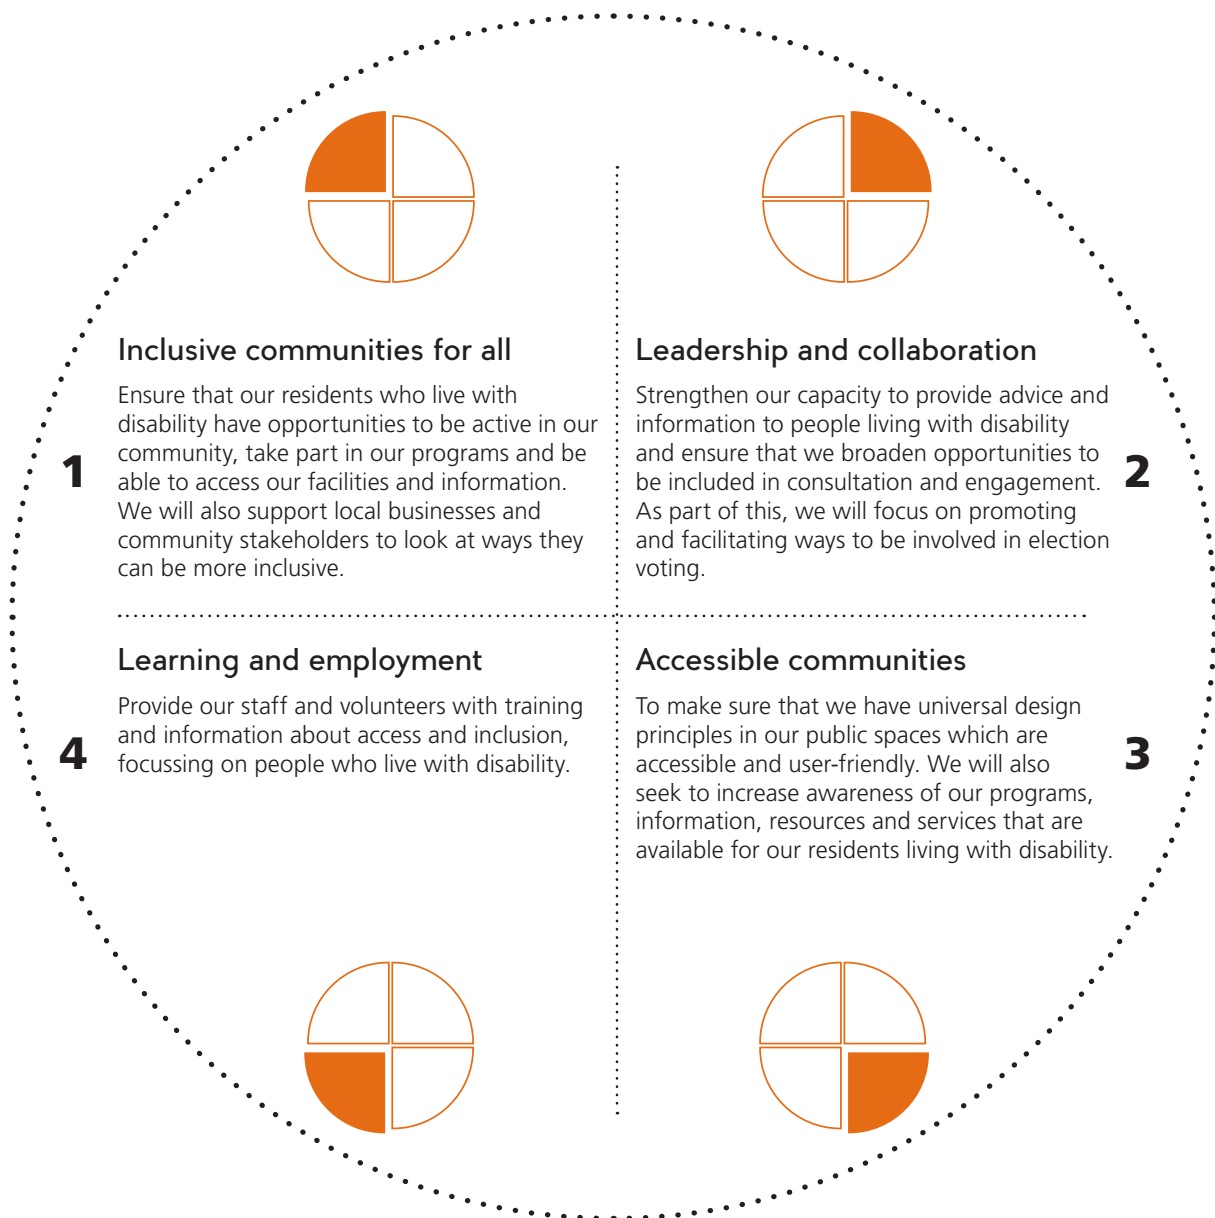 Inclusive communities for all
Ensure that our residents who live with
disability have opportunities to be active in our
community, take part in our programs and be
able to access our facilities and information.
We will also support local businesses and
community stakeholders to look at ways they
can be more inclusive.
1
Leadership and collaboration
Strengthen our capacity to provide advice and
information to people living with disability
and ensure that we broaden opportunities to
be included in consultation and engagement.
As part of this, we will focus on promoting
and facilitating ways to be involved in election
voting.
2
Accessible communities
To make sure that we have universal design
principles in our public spaces which are
accessible and user-friendly. We will also
seek to increase awareness of our programs,
information, resources and services that are
available for our residents living with disability.
3
Learning and employment
Provide our staff and volunteers with training
and information about access and inclusion,
focussing on people who live with disability.
4